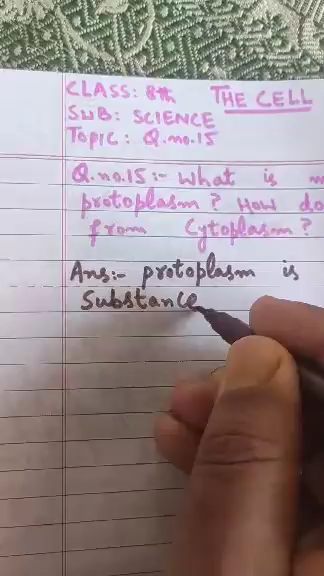 CLASS: 8th THE CELL
SUB: SCIENCE
TOPIC: Q.no.15
Q.no.15:- What is
protoplasm? How do
from Cytoplasm?
Ans:- protoplasm is
Substance